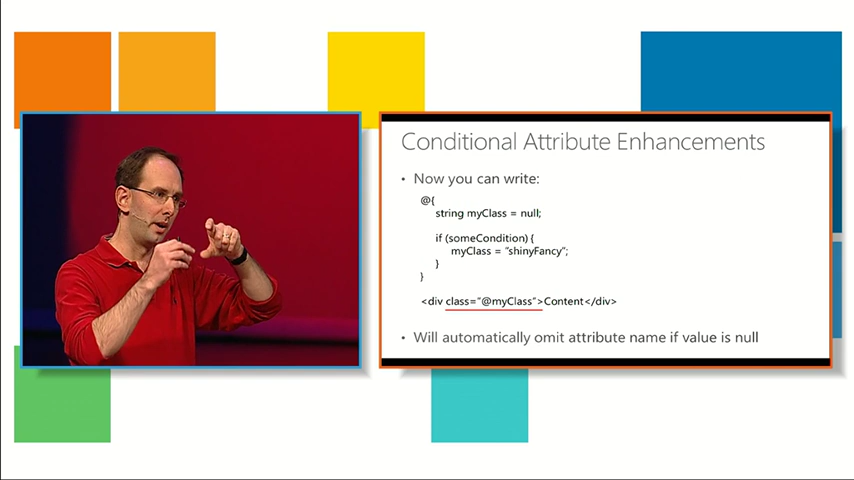 Conditional Attribute Enhancements
• Now you can write:
@{
string myClass = null;
if (someCondition) {
myClass = "shinyFancy";
}
}
<div class="@myClass">Content</div>
• Will automatically omit attribute name if value is null